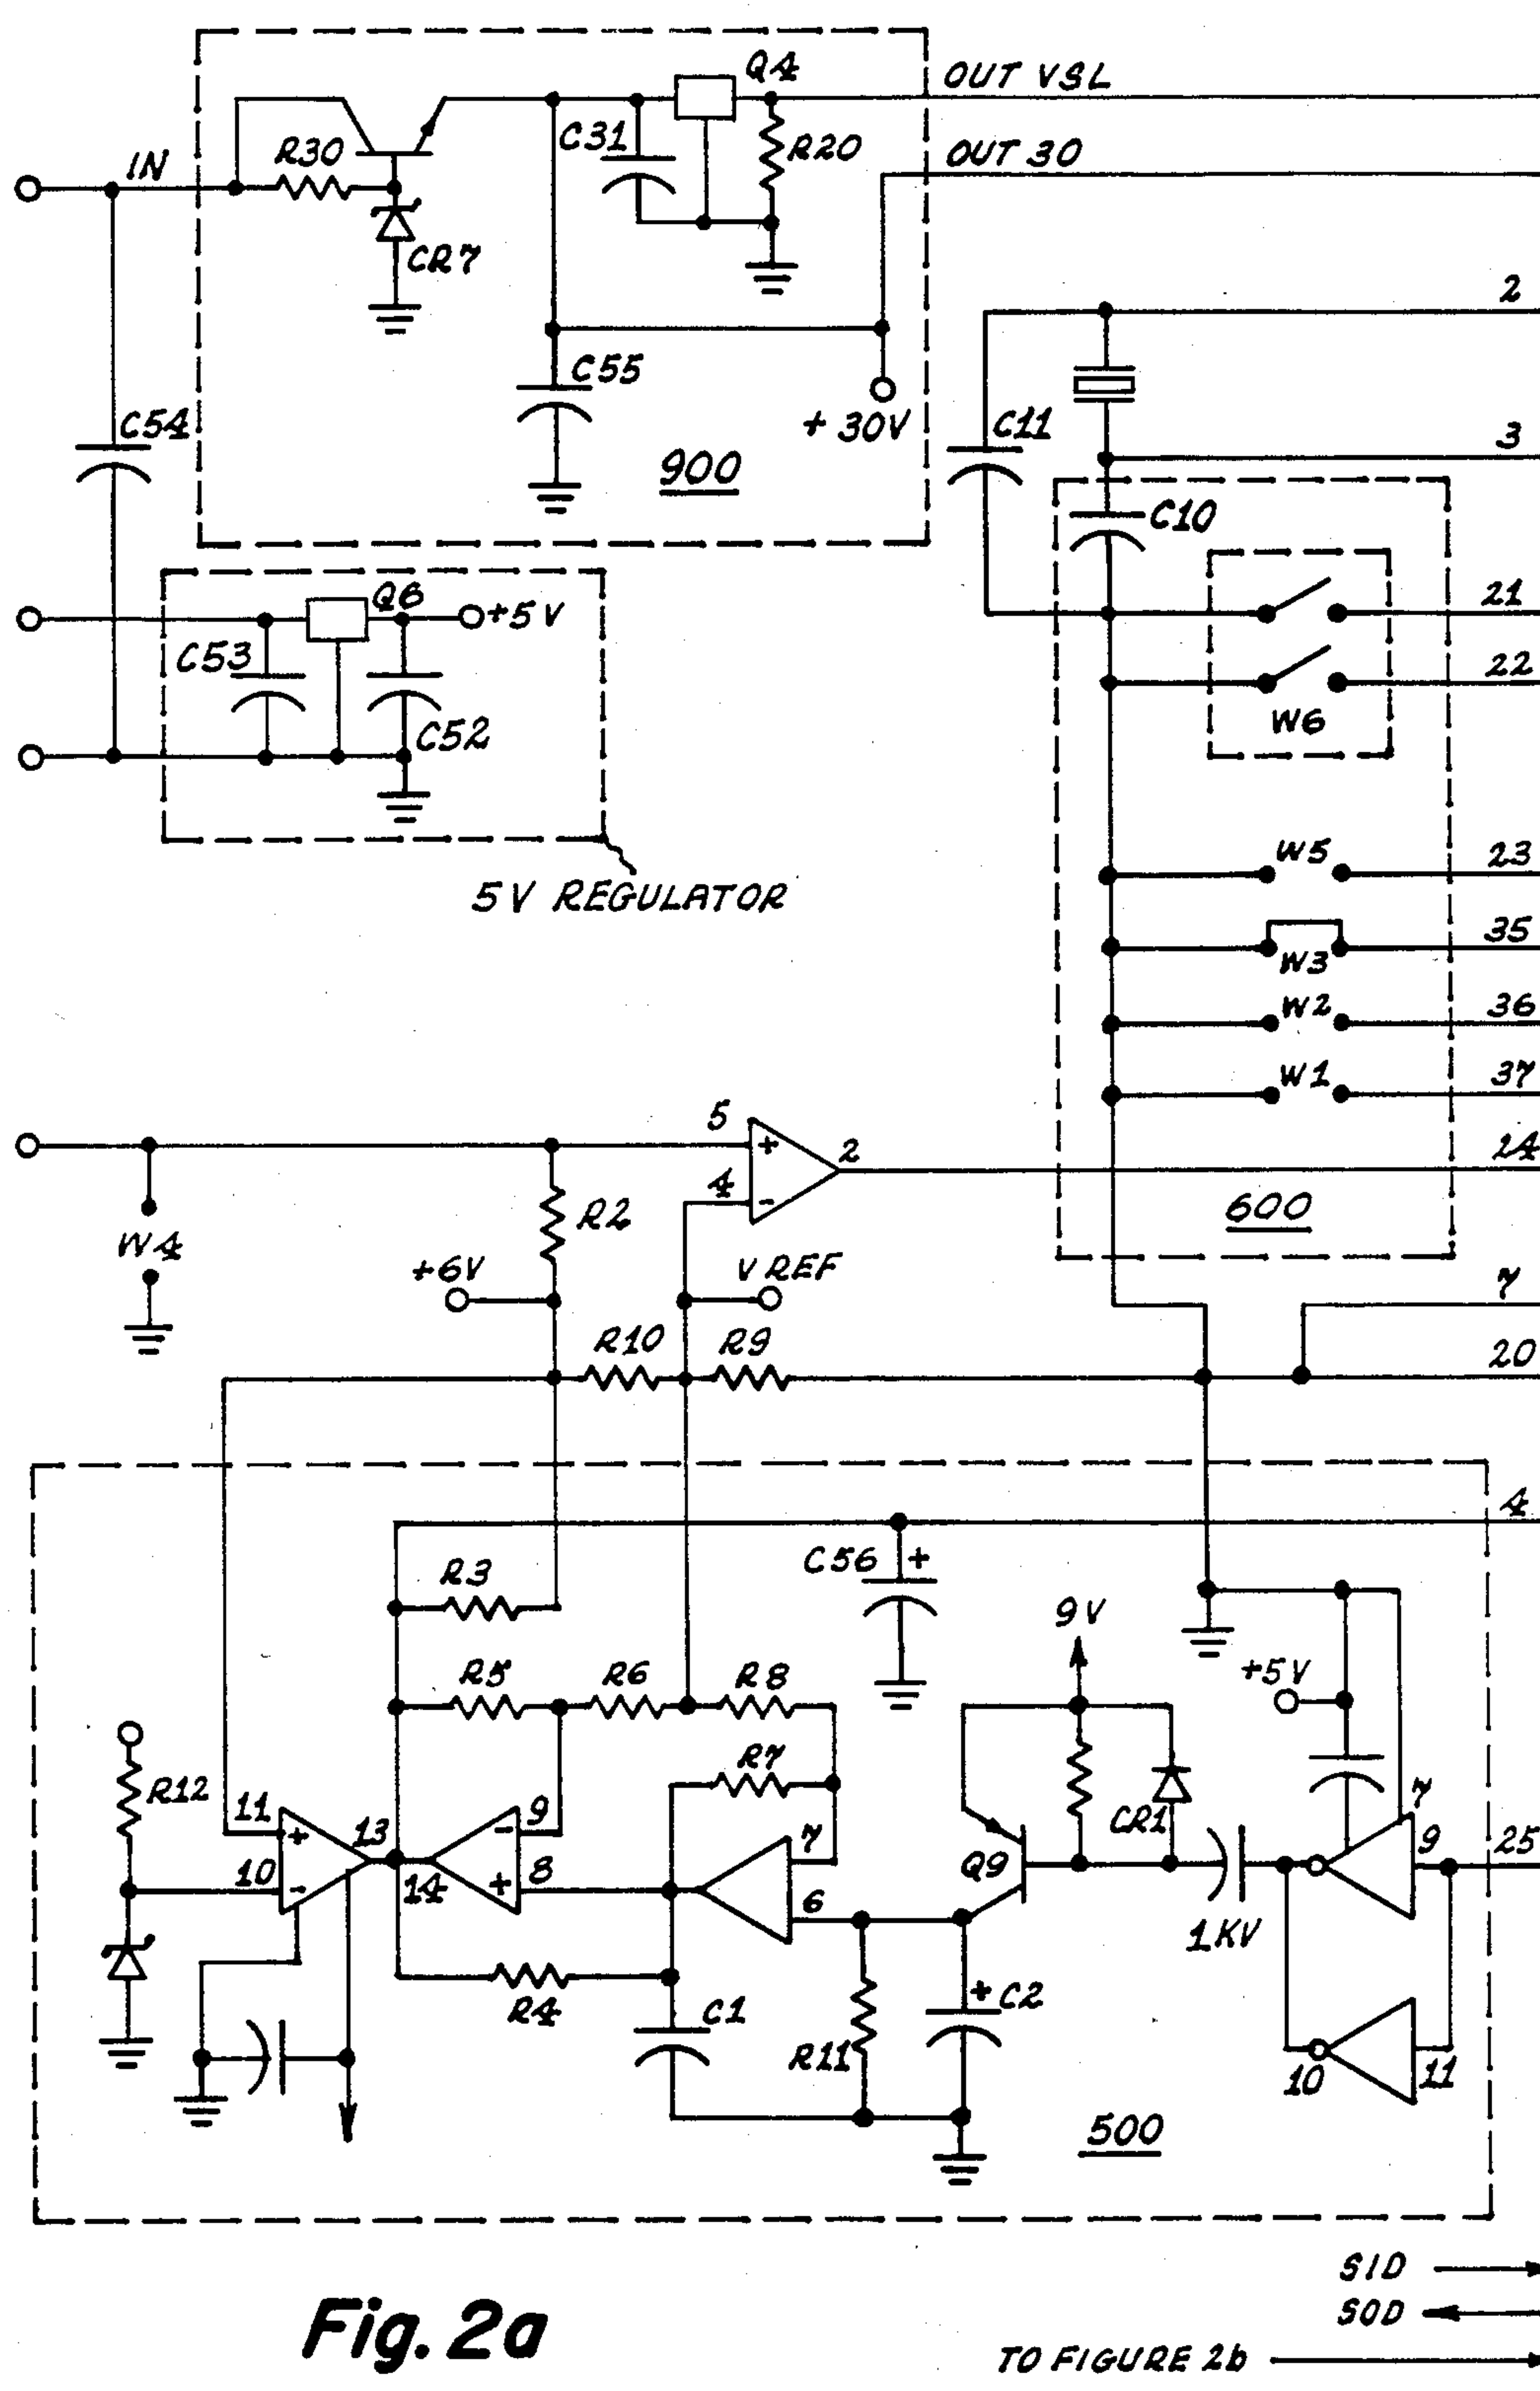 Q4
OUT VSL
IN
R30
C31
R20
OUT 30
CR7
2
C55
+30V
C54
900
C11
3
C10
Q6
+5V
C53
C52
21
22
W6
5V REGULATOR
W5
23
W3
35
W2
36
W1
37
5
+
2
24
4
-
R2
W4
600
+6V
V REF
7
R10
R9
20
4
C56
+
R3
9V
+5V
R5
R6
R8
R7
R12
11
+
13
-
9
7
CR1
7
9
25
10
-
14
+
8
6
Q9
1KV
R4
C1
R11
+
C2
10
11
500
SID
SOD
Fig. 2a
TO FIGURE 2b